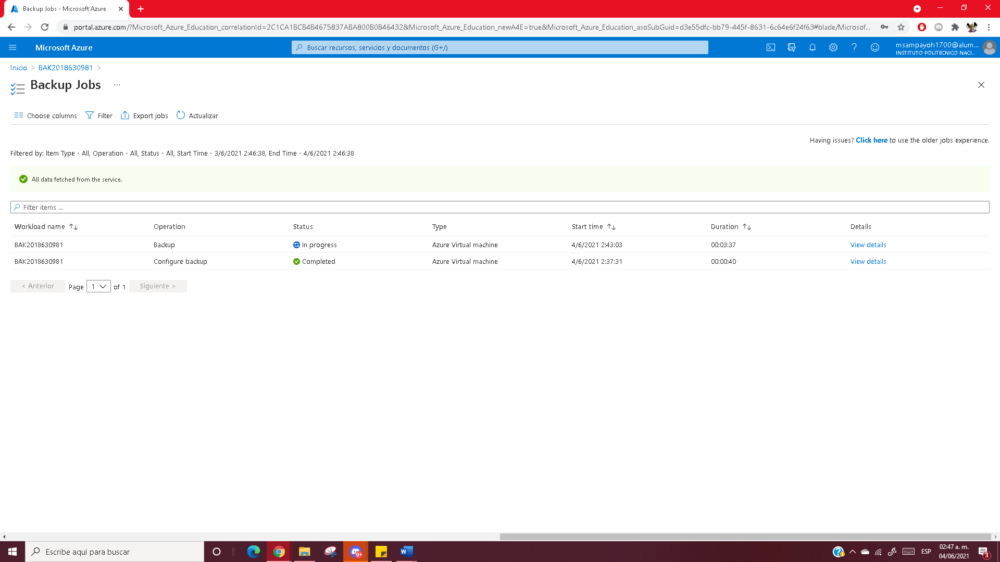 Backup Jobs - Microsoft Azure
portal.azure.com/?Microsoft_Azure_Education_correlationId=2C1CA1BCB4B4675837ABA800B0B46432&Microsoft_Azure_Education_newA4E=true&Microsoft_Azure_Education_asoSubGuid=d3e55dfc-bb79-445f-8631-6c64e6f24f63#blade/Microsof...
Microsoft Azure
Buscar recursos, servicios y documentos (G+/)
msampayoh1700@alum...
INSTITUTO POLITECNICO NACI...
Inicio > BAK2018630981 >
Backup Jobs ...
Choose columns Filter Export jobs Actualizar
Having issues? Click here to use the older jobs experience.
Filtered by: Item Type - All, Operation - All, Status - All, Start Time - 3/6/2021 2:46:38, End Time - 4/6/2021 2:46:38
All data fetched from the service.
Filter items ...
Workload name Operation Status Type Start time Duration Details
BAK2018630981 Backup In progress Azure Virtual machine 4/6/2021 2:43:03 00:03:37 View details
BAK2018630981 Configure backup Completed Azure Virtual machine 4/6/2021 2:37:31 00:00:40 View details
< Anterior Page 1 of 1 Siguiente >
Escribe aquí para buscar
9+
ESP
02:47 a. m.
04/06/2021
3